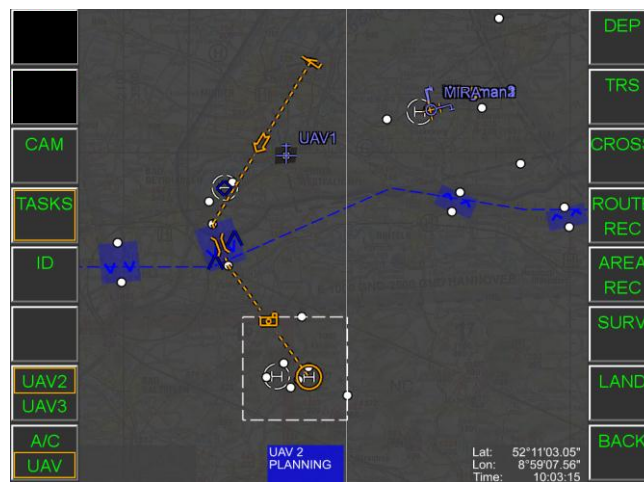 DEP
TRS
CAM
CROSS
TASKS
ROUTE
REC
ID
AREA
REC
SURV
UAV2
UAV3
LAND
A/C
UAV
BACK
UAV1
H
H
H
UAV 2
PLANNING
Lat: 52°11'03.05"
Lon: 8°59'07.56"
Time: 10:03:15